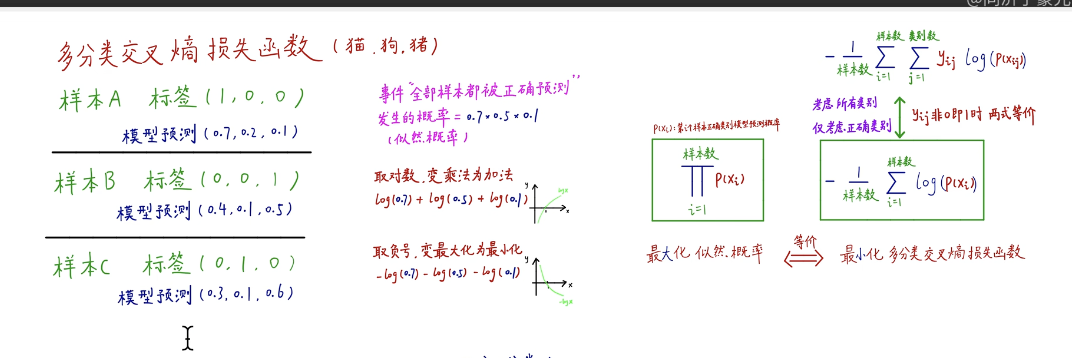 @同济子豪兄
多分类交叉熵损失函数（猫.狗.猪）
样本A 标签(1,0,0)
模型预测(0.7,0.2,0.1)
样本B 标签(0,0,1)
模型预测(0.4,0.1,0.5)
样本C 标签(0,1,0)
模型预测(0.3,0.1,0.6)
事件"全部样本都被正确预测"
发生的概率=0.7*0.5*0.1
(似然概率)
取对数,变乘法为加法
log(0.7)+log(0.5)+log(0.1)
y
logx
x
取负号,变最大化为最小化
-log(0.7)-log(0.5)-log(0.1)
y
x
-logx
P(Xi):第i个样本正确类别模型预测概率
样本数
∏ P(Xi)
i=1
最大化 似然概率
等价
⇔
样本数 类别数
- 1/样本数 ∑ ∑ yij log(P(Xij))
i=1 j=1
考虑所有类别
仅考虑正确类别
yij非0即1时 两式等价
样本数
- 1/样本数 ∑ log(P(Xi))
i=1
最小化 多分类交叉熵损失函数